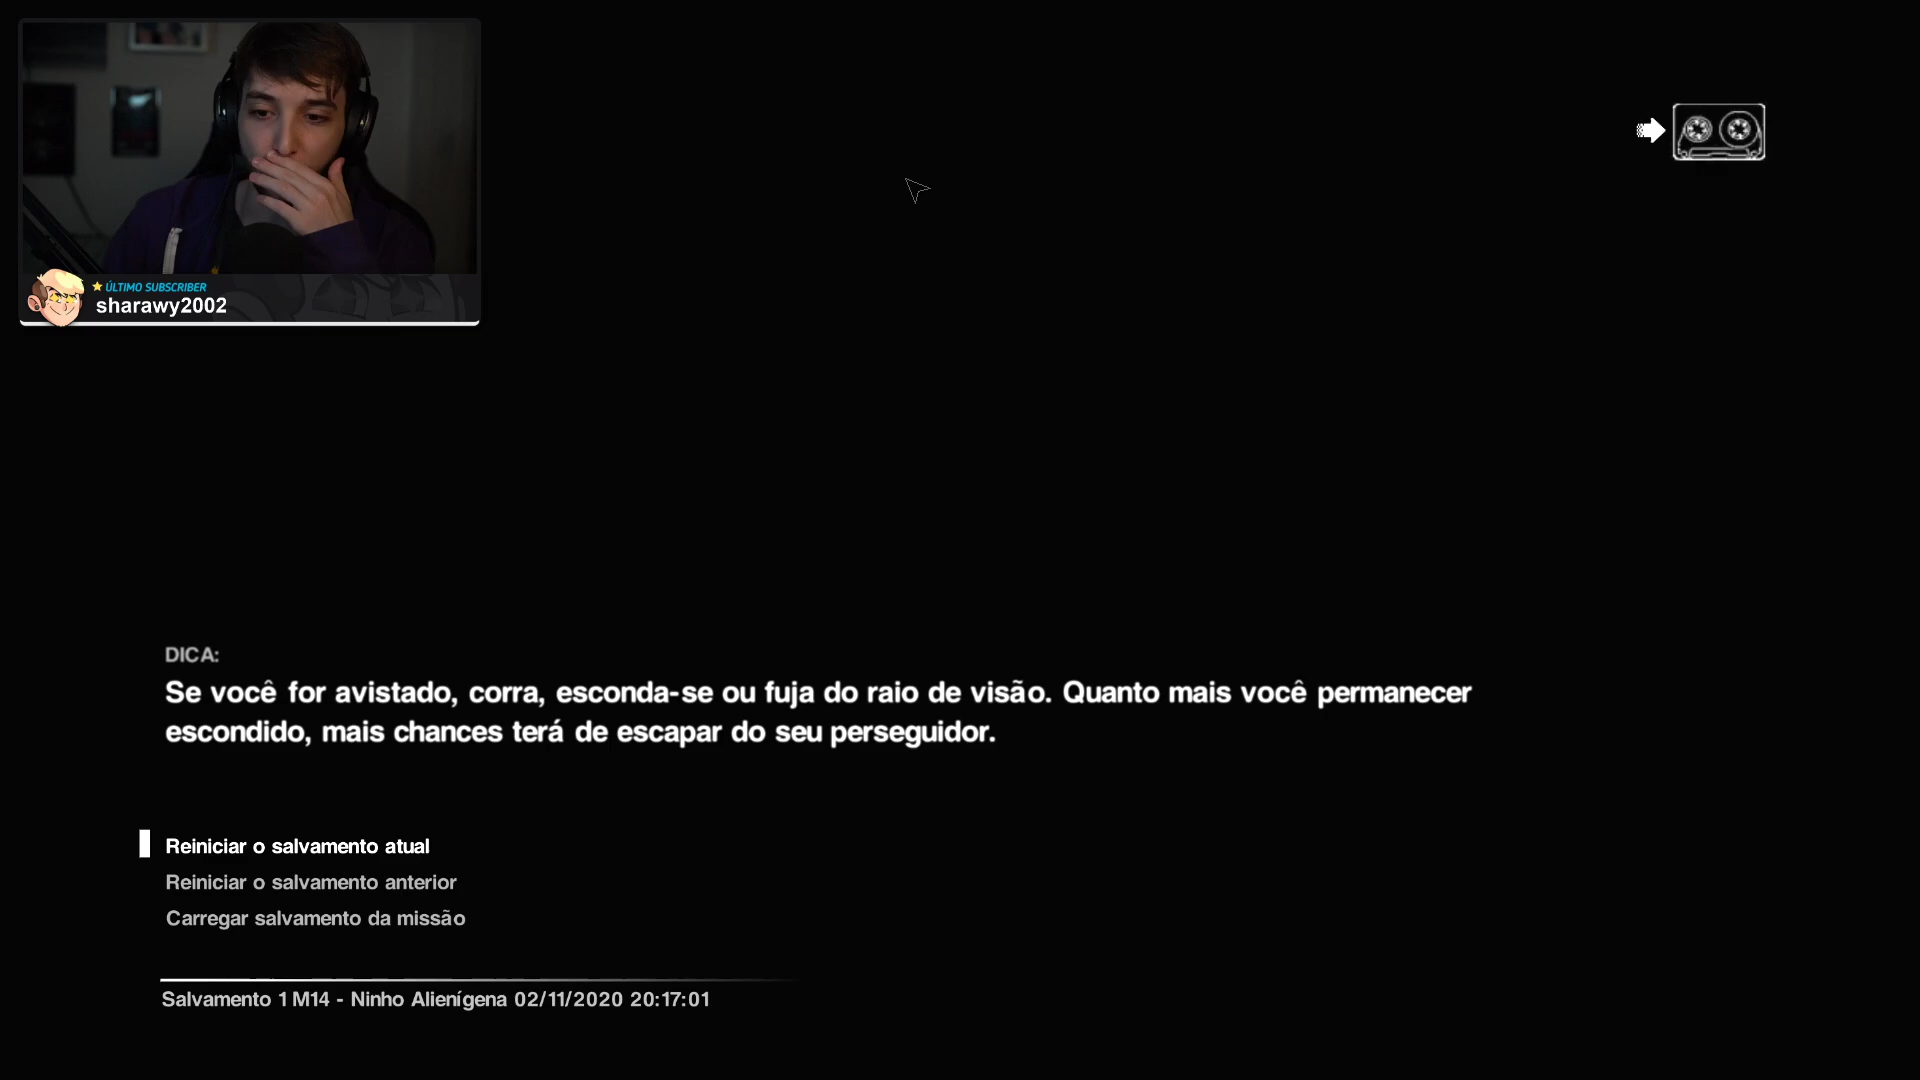 ÚLTIMO SUBSCRIBER
sharawy2002
DICA:
Se você for avistado, corra, esconda-se ou fuja do raio de visão. Quanto mais você permanecer
escondido, mais chances terá de escapar do seu perseguidor.
Reiniciar o salvamento atual
Reiniciar o salvamento anterior
Carregar salvamento da missão
Salvamento 1 M14 - Ninho Alienígena 02/11/2020 20:17:01